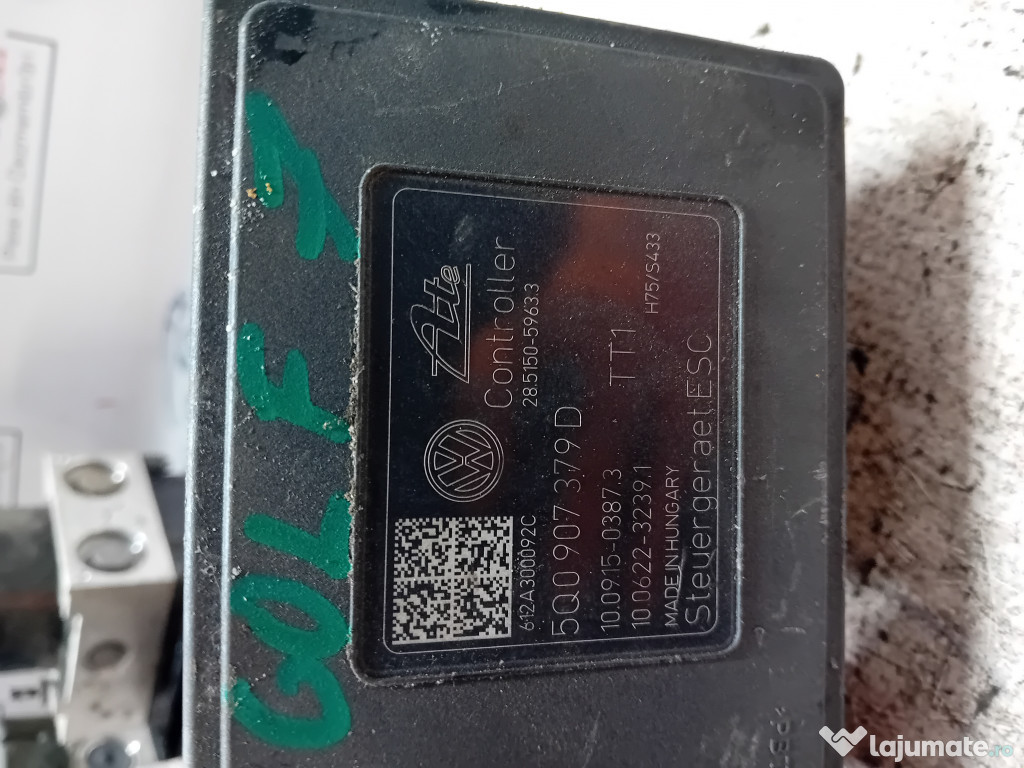 GOLF 7
Ate
Controller
28.5150-5963.3
612A300092C
5Q0 907 379 D
10.0915-0387.3
TT1
10.0622-3239.1
MADE IN HUNGARY
H75/S433
Steuergeraet ESC
lajumate.ro